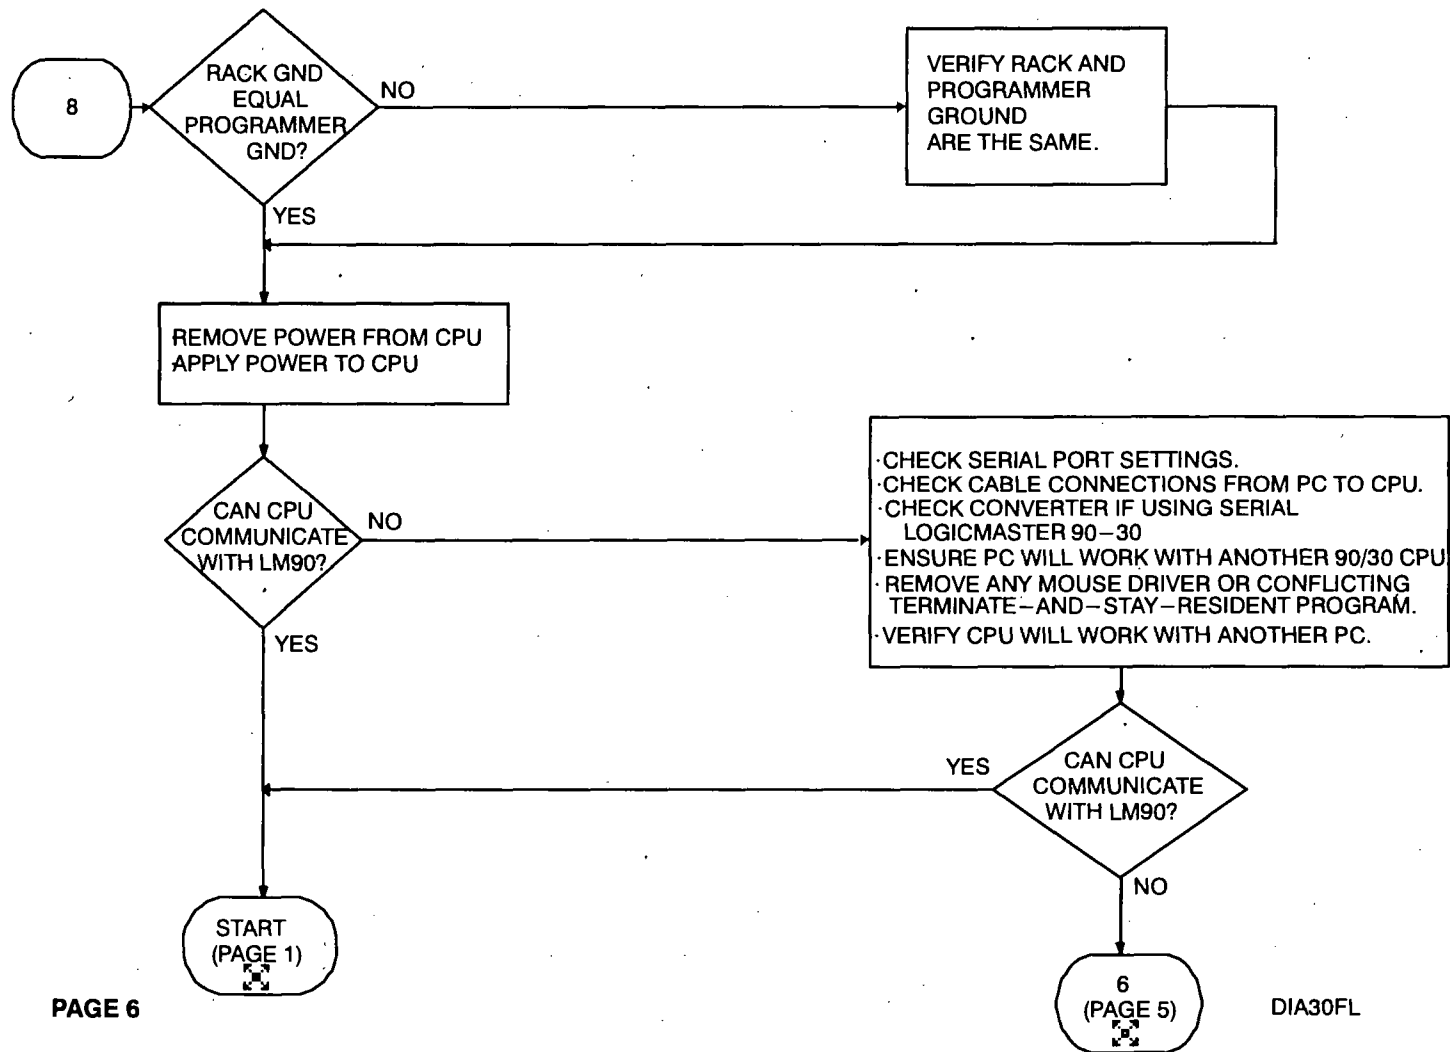 8
RACK GND
EQUAL
PROGRAMMER
GND?
NO
VERIFY RACK AND
PROGRAMMER
GROUND
ARE THE SAME.
YES
REMOVE POWER FROM CPU
APPLY POWER TO CPU
CAN CPU
COMMUNICATE
WITH LM90?
NO
·CHECK SERIAL PORT SETTINGS.
·CHECK CABLE CONNECTIONS FROM PC TO CPU.
·CHECK CONVERTER IF USING SERIAL
LOGICMASTER 90–30
·ENSURE PC WILL WORK WITH ANOTHER 90/30 CPU
·REMOVE ANY MOUSE DRIVER OR CONFLICTING
TERMINATE–AND–STAY–RESIDENT PROGRAM.
·VERIFY CPU WILL WORK WITH ANOTHER PC.
YES
YES
CAN CPU
COMMUNICATE
WITH LM90?
NO
START
(PAGE 1)
6
(PAGE 5)
PAGE 6
DIA30FL